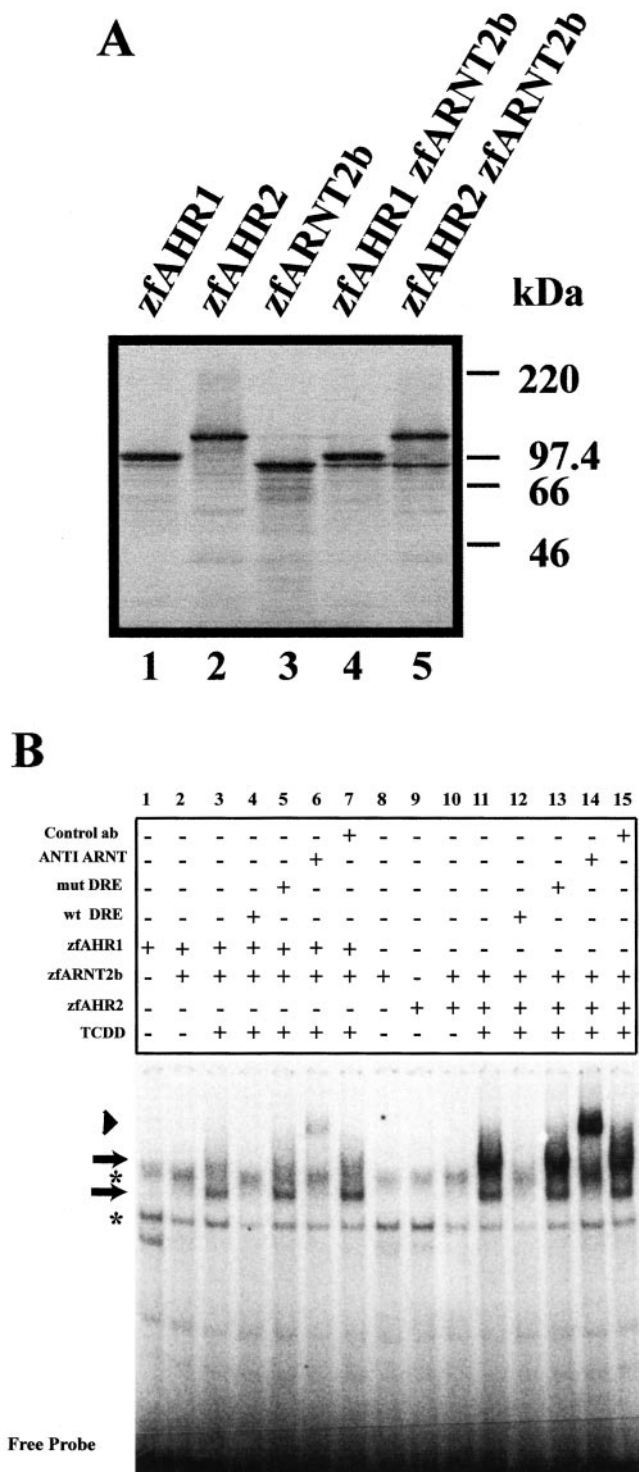 A
zfAHR1
zfAHR2
zfARNT2b
zfAHR1 zfARNT2b
zfAHR2 zfARNT2b
kDa
220
97.4
66
46
1 2 3 4 5
B
1 2 3 4 5 6 7 8 9 10 11 12 13 14 15
Control ab - - - - - - + - - - - - - - +
ANTI ARNT - - - - - + - - - - - - - + -
mut DRE - - - - + - - - - - - - + - -
wt DRE - - - + - - - - - - - + - - -
zfAHR1 + + + + + + + - - - - - - - -
zfARNT2b - + + + + + + + - + + + + + +
zfAHR2 - - - - - - - - + + + + + + +
TCDD - - + + + + + - - - + + + + +
*
*
Free Probe